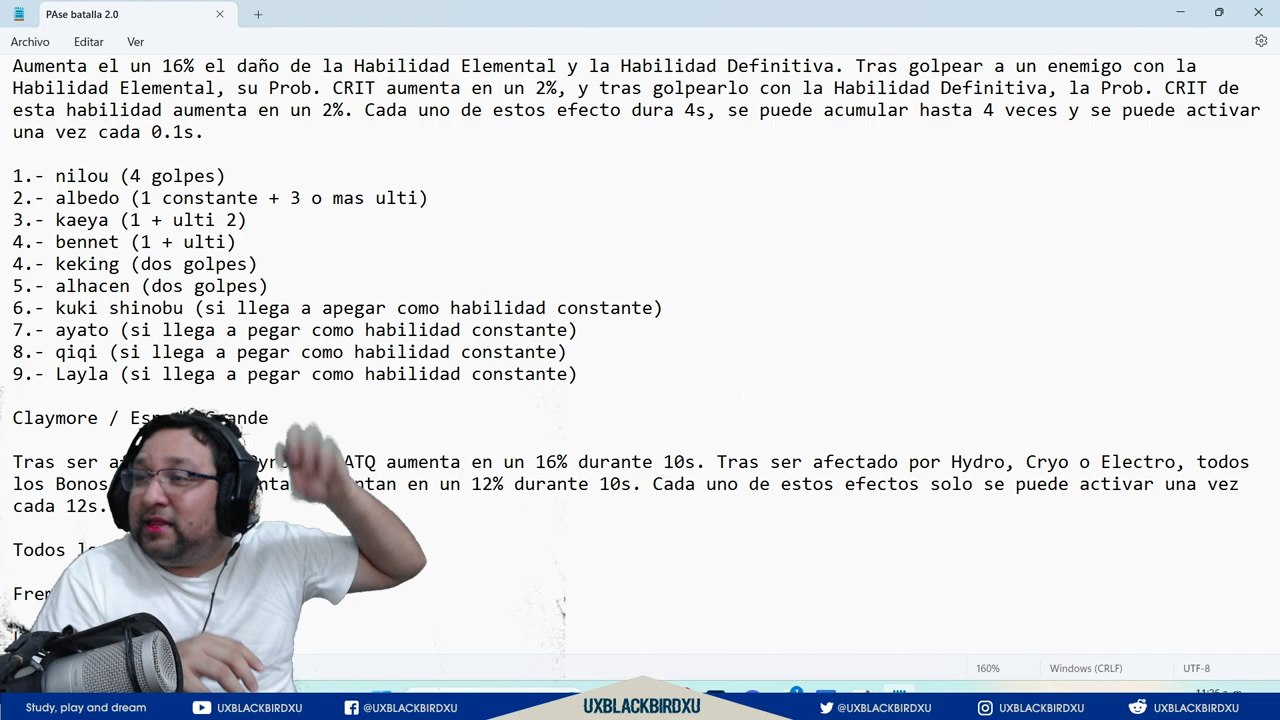 PAse batalla 2.0
Archivo Editar Ver
Aumenta el un 16% el daño de la Habilidad Elemental y la Habilidad Definitiva. Tras golpear a un enemigo con la
Habilidad Elemental, su Prob. CRIT aumenta en un 2%, y tras golpearlo con la Habilidad Definitiva, la Prob. CRIT de
esta habilidad aumenta en un 2%. Cada uno de estos efecto dura 4s, se puede acumular hasta 4 veces y se puede activar
una vez cada 0.1s.
1.- nilou (4 golpes)
2.- albedo (1 constante + 3 o mas ulti)
3.- kaeya (1 + ulti 2)
4.- bennet (1 + ulti)
4.- keking (dos golpes)
5.- alhacen (dos golpes)
6.- kuki shinobu (si llega a apegar como habilidad constante)
7.- ayato (si llega a pegar como habilidad constante)
8.- qiqi (si llega a pegar como habilidad constante)
9.- Layla (si llega a pegar como habilidad constante)
Claymore / Grande
Tras ser ATQ aumenta en un 16% durante 10s. Tras ser afectado por Hydro, Cryo o Electro, todos
los Bonos en un 12% durante 10s. Cada uno de estos efectos solo se puede activar una vez
cada 12s.
Todos
160% Windows (CRLF) UTF-8
Study, play and dream UXBLACKBIRDXU @UXBLACKBIRDXU UXBLACKBIRDXU @UXBLACKBIRDXU UXBLACKBIRDXU UXBLACKBIRDXU